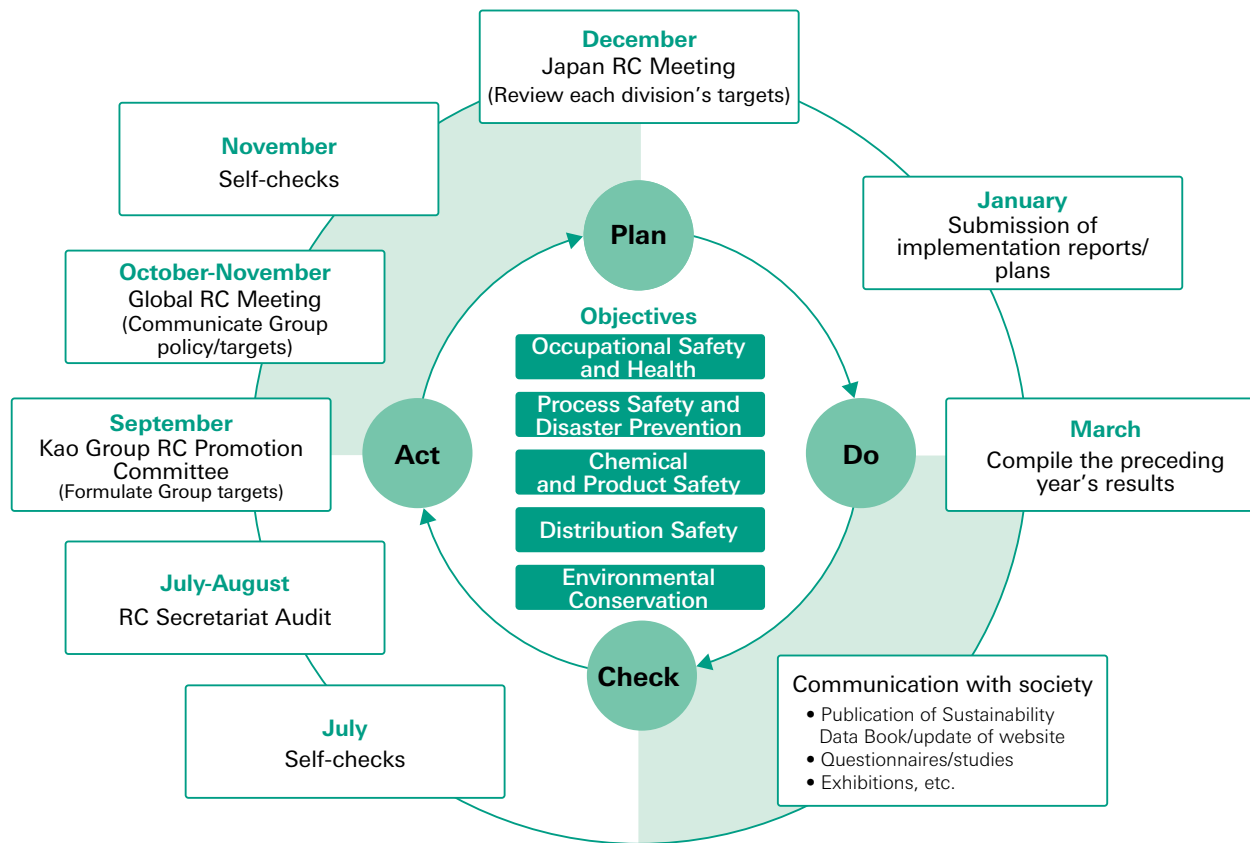 December
Japan RC Meeting
(Review each division's targets)
January
Submission of
implementation reports/
plans
March
Compile the preceding
year's results
Communication with society
• Publication of Sustainability
Data Book/update of website
• Questionnaires/studies
• Exhibitions, etc.
July
Self-checks
July-August
RC Secretariat Audit
September
Kao Group RC Promotion
Committee
(Formulate Group targets)
October-November
Global RC Meeting
(Communicate Group
policy/targets)
November
Self-checks
Plan
Do
Check
Act
Objectives
Occupational Safety
and Health
Process Safety and
Disaster Prevention
Chemical
and Product Safety
Distribution Safety
Environmental
Conservation